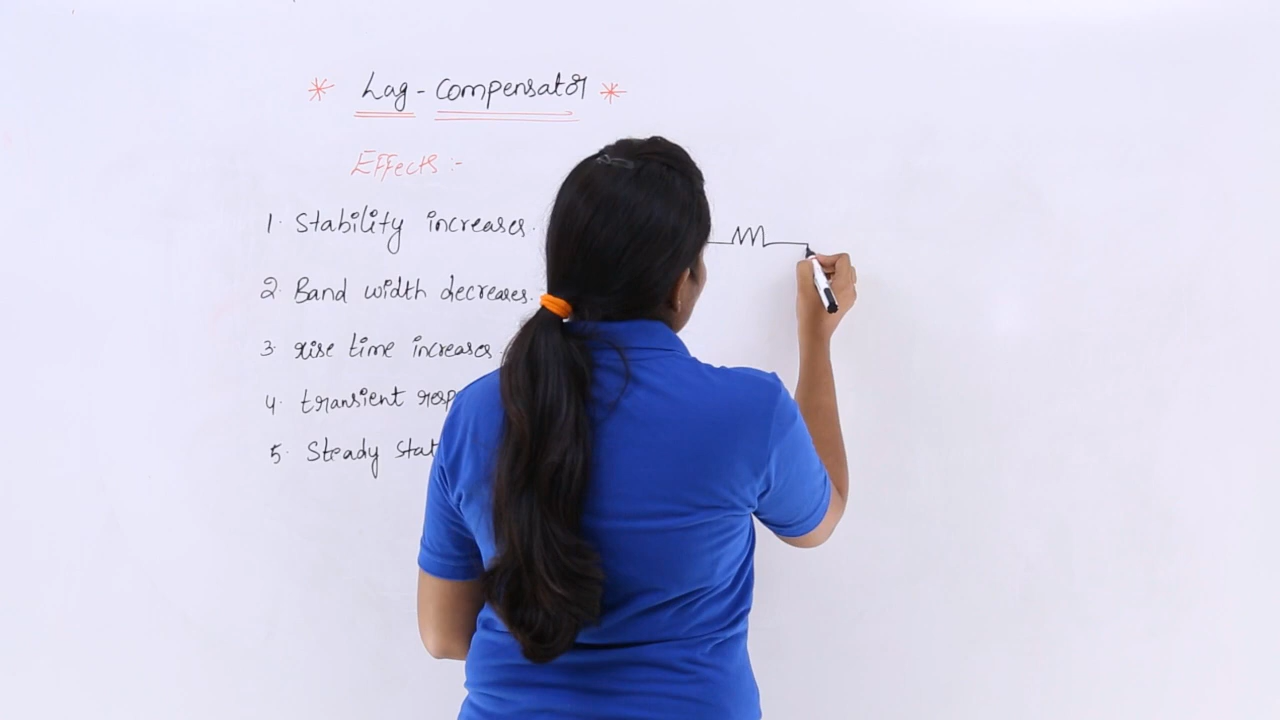 * Lag - Compensator *
Effects :-
1. Stability increases.
2. Band width decreases.
3. rise time increases.
4. transient
5. Steady